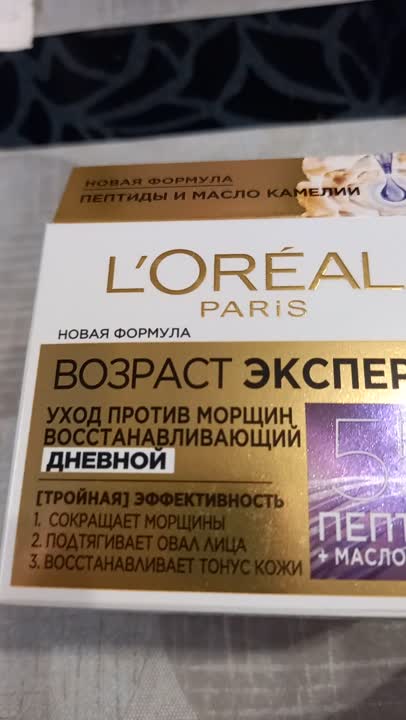 НОВАЯ ФОРМУЛА
ПЕПТИДЫ И МАСЛО КАМЕЛИИ
L'ORÉAL
PARiS
НОВАЯ ФОРМУЛА
ВОЗРАСТ ЭКСПЕР
УХОД ПРОТИВ МОРЩИН
ВОССТАНАВЛИВАЮЩИЙ
ДНЕВНОЙ
[ТРОЙНАЯ] ЭФФЕКТИВНОСТЬ
1. СОКРАЩАЕТ МОРЩИНЫ
2. ПОДТЯГИВАЕТ ОВАЛ ЛИЦА
3. ВОССТАНАВЛИВАЕТ ТОНУС КОЖИ
ПЕПТ
+ МАСЛО